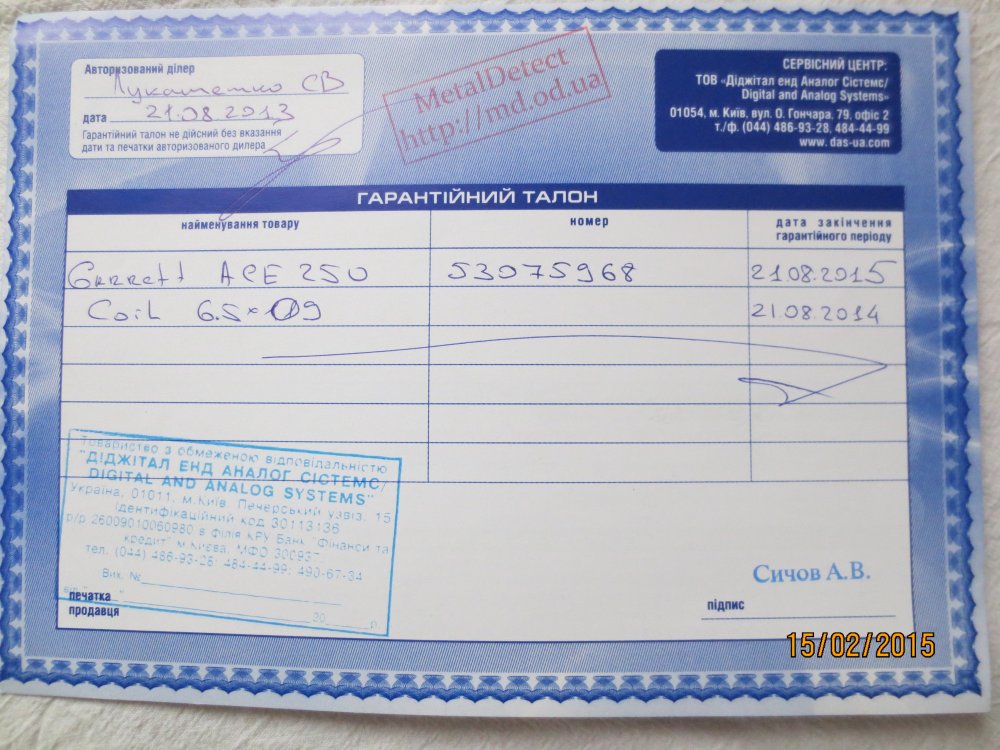 Авторизований ділер
Лукашенко СВ
дата 21.08.2013
Гарантійний талон не дійсний без вказання
дати та печатки авторизованого дилера
MetalDetect
http://md.od.ua
СЕРВІСНИЙ ЦЕНТР:
ТОВ «Діджітал енд Аналог Сістемс/
Digital and Analog Systems»
01054, м. Київ, вул. О. Гончара, 79, офіс 2
т./ф. (044) 486-93-28, 484-44-99
www. das-ua.com
ГАРАНТІЙНИЙ ТАЛОН
найменування товару номер дата закінчення
гарантійного періоду
Garrett ACE 250 53075968 21.08.2015
Coil 6.5× 9 21.08.2014
Товариство з обмеженою відповідальністю
"ДІДЖІТАЛ ЕНД АНАЛОГ СІСТЕМС/
DIGITAL AND ANALOG SYSTEMS"
Україна, 01011, м.Київ, Печерський узвіз, 15
Ідентифікаційний код 30113136
р/р 26009010060980 в Філія КРУ Банк "Фінанси та
кредит" м.Києва, МФО
тел. (044) 486-93-28; 484-44-99; 490-67-34
Вих. №
20 р
печатка
продавця
Сичов А.В.
підпис
15/02/2015